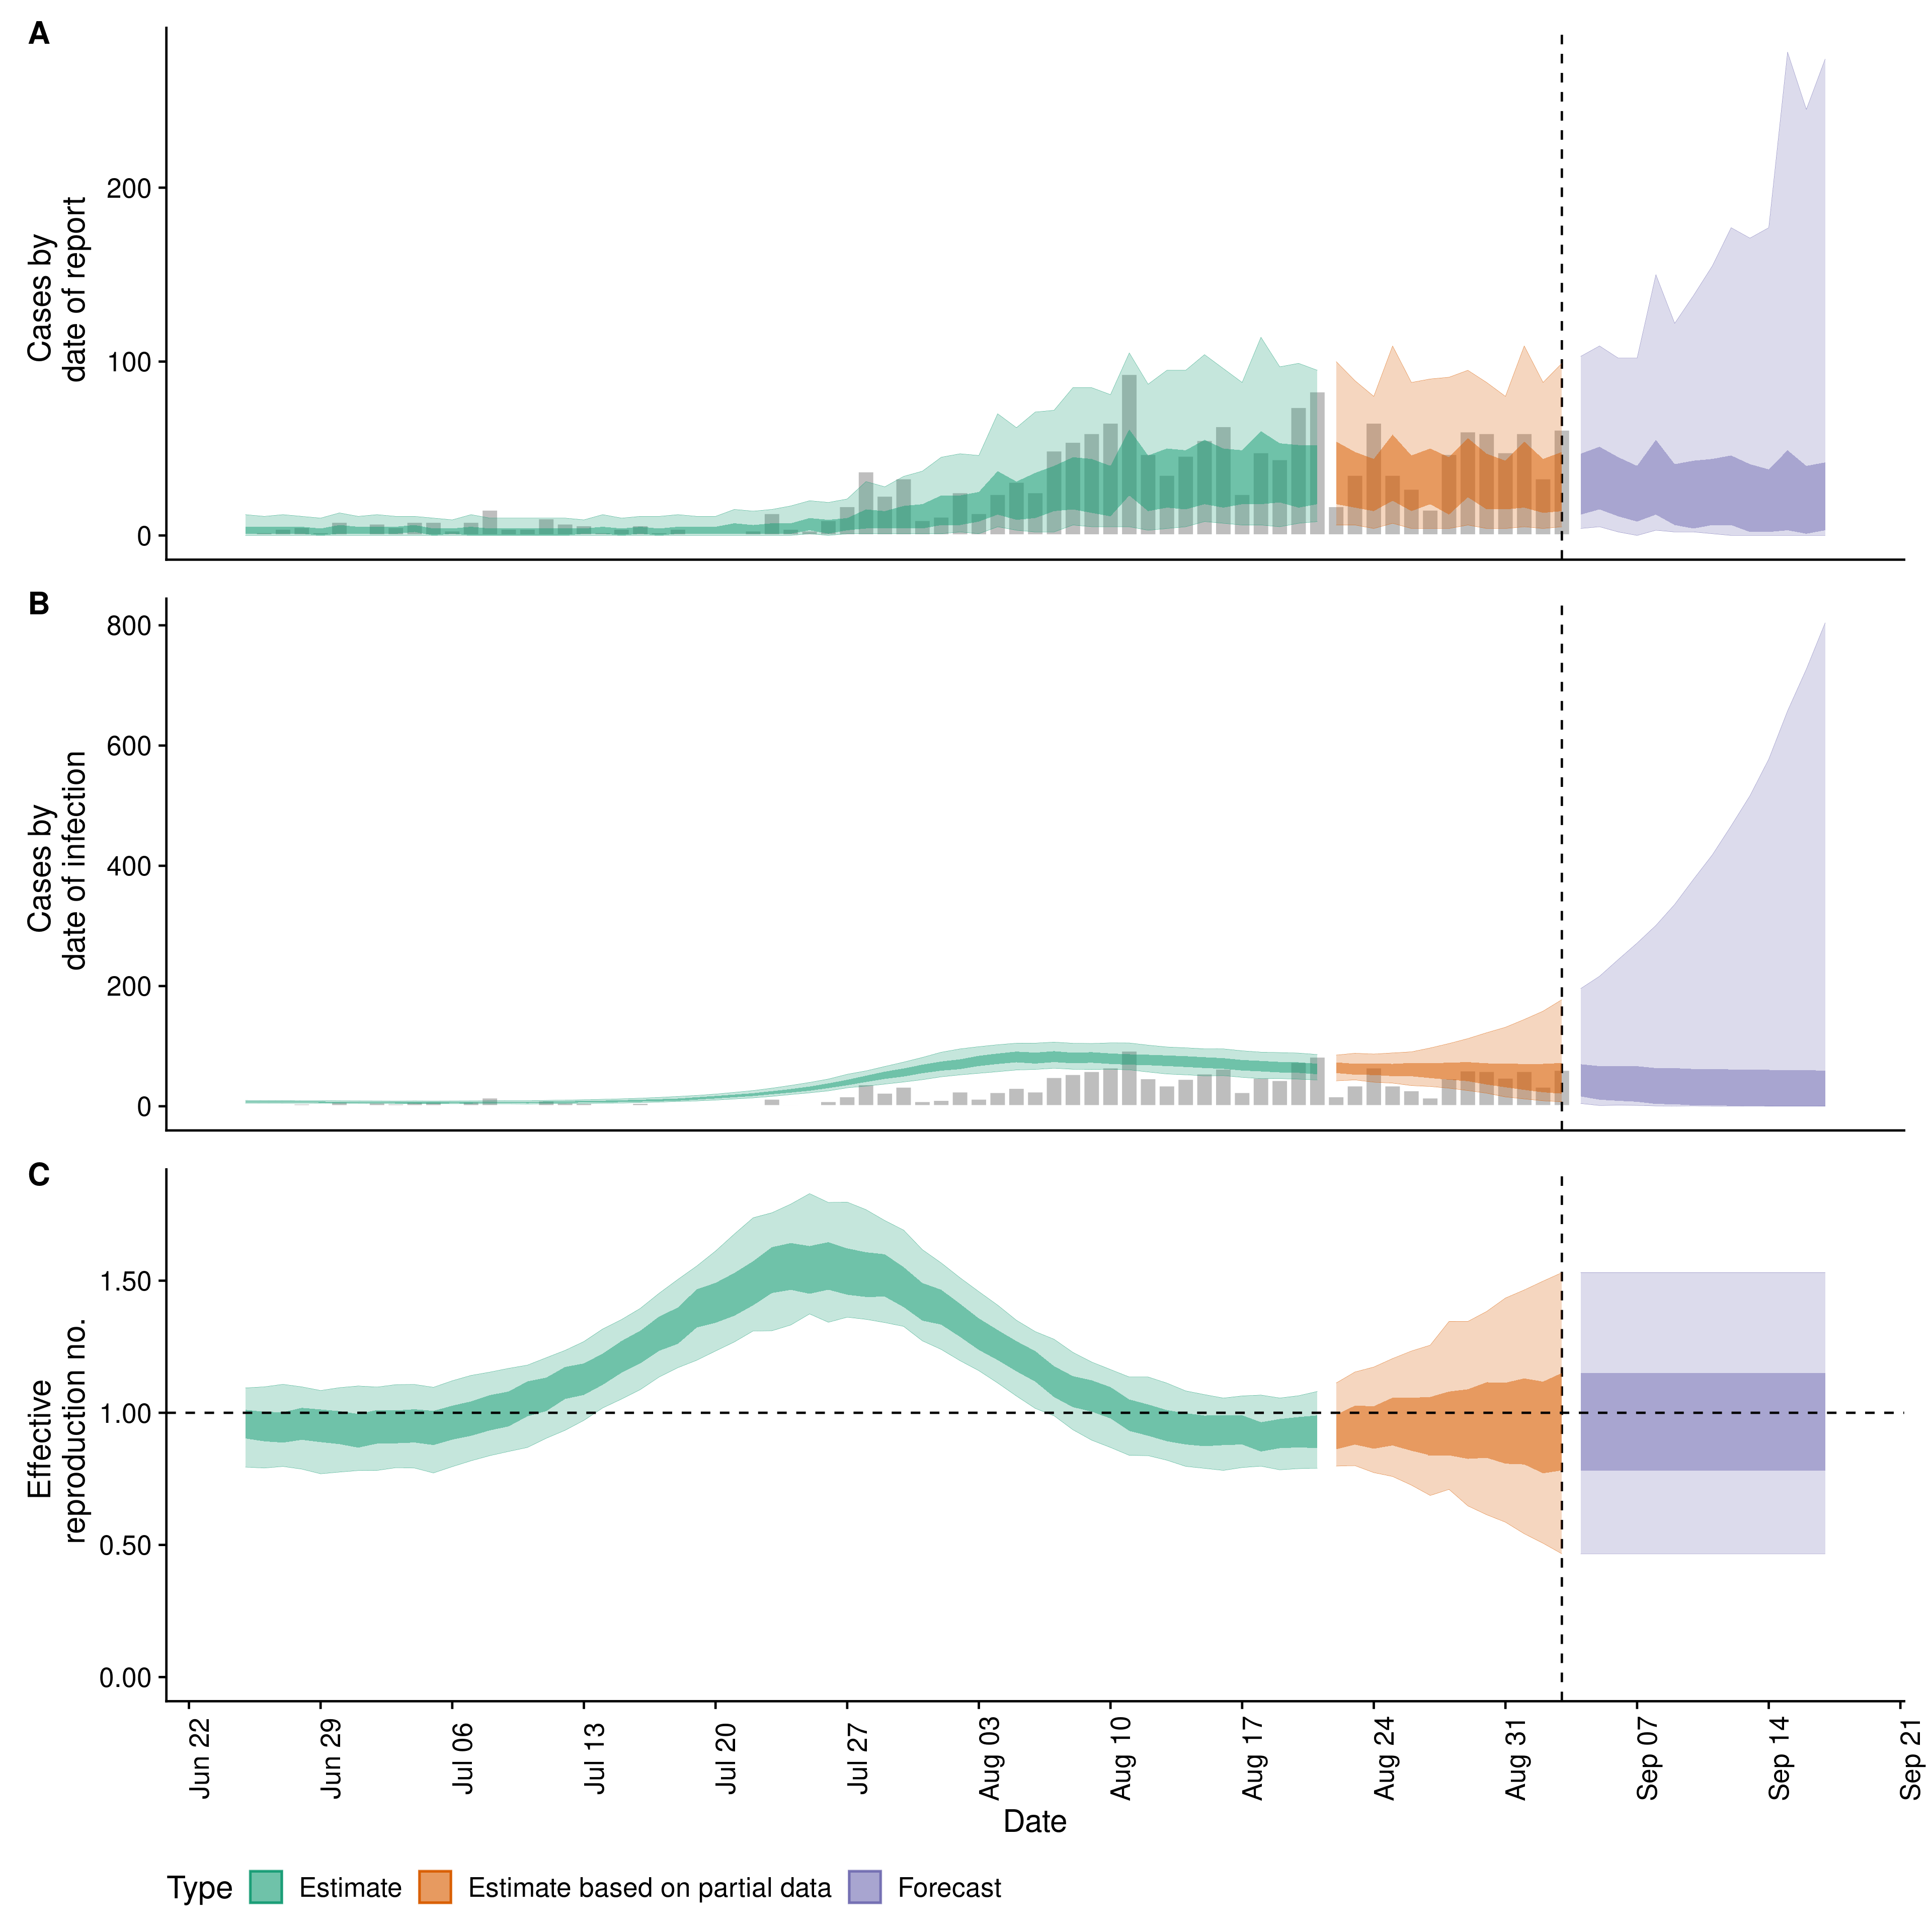 A
Cases by
date of report
200
100
0
B
Cases by
date of infection
800
600
400
200
0
C
Effective
reproduction no.
1.50
1.00
0.50
0.00
Jun 22
Jun 29
Jul 06
Jul 13
Jul 20
Jul 27
Aug 03
Aug 10
Aug 17
Aug 24
Aug 31
Sep 07
Sep 14
Sep 21
Date
Type Estimate Estimate based on partial data Forecast